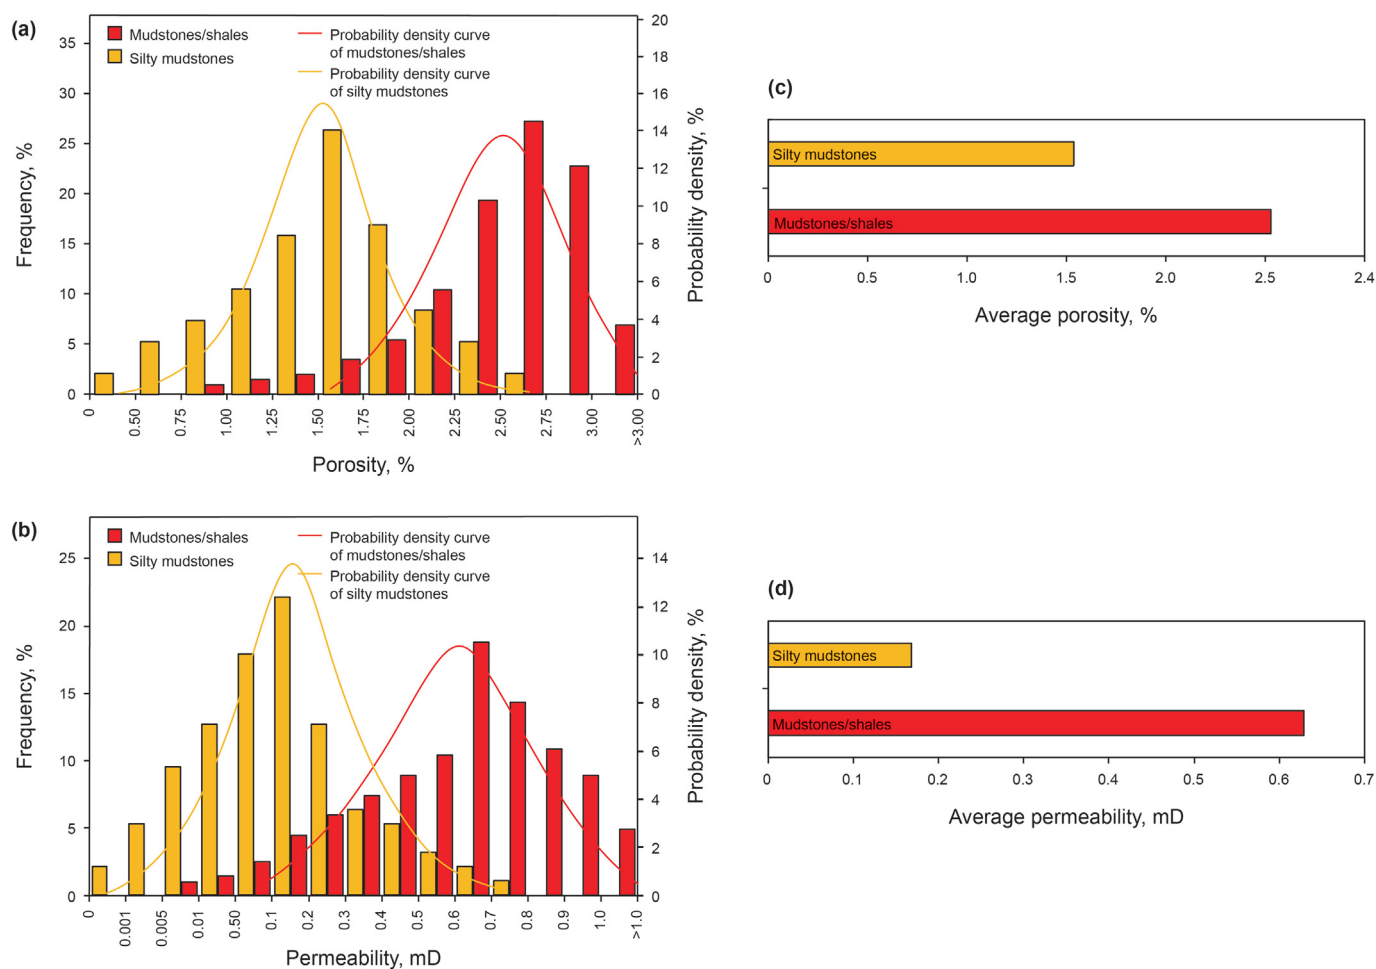 (a)
Mudstones/shales
Silty mudstones
Probability density curve
of mudstones/shales
Probability density curve
of silty mudstones
Frequency, %
35
30
25
20
15
10
5
0
20
18
16
14
12
10
8
6
4
2
0
Probability density, %
0
0.50
0.75
1.00
1.25
1.50
1.75
2.00
2.25
2.50
2.75
3.00
>3.00
Porosity, %
(c)
Silty mudstones
Mudstones/shales
0
0.5
1.0
1.5
2.0
2.5
2.4
Average porosity, %
(b)
Mudstones/shales
Silty mudstones
Probability density curve
of mudstones/shales
Probability density curve
of silty mudstones
Frequency, %
25
20
15
10
5
0
14
12
10
8
6
4
2
0
Probability density, %
0
0.001
0.005
0.01
0.50
0.1
0.2
0.3
0.4
0.5
0.6
0.7
0.8
0.9
1.0
>1.0
Permeability, mD
(d)
Silty mudstones
Mudstones/shales
0
0.1
0.2
0.3
0.4
0.5
0.6
0.7
Average permeability, mD